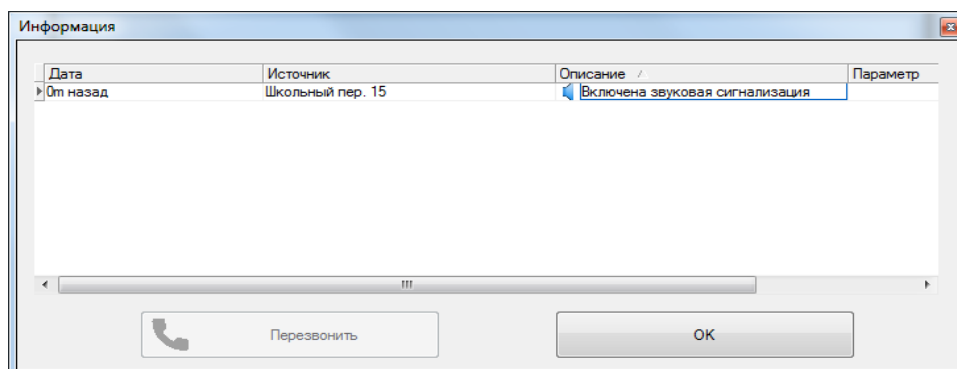 Информация
Дата Источник Описание Параметр
0m назад Школьный пер. 15 Включена звуковая сигнализация
Перезвонить OK